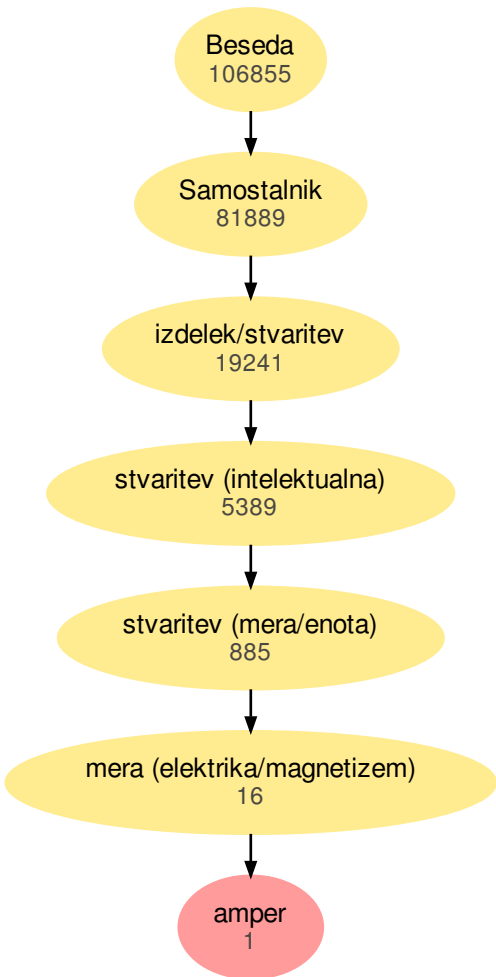 Beseda
106855
Samostalnik
81889
izdelek/stvaritev
19241
stvaritev (intelektualna)
5389
stvaritev (mera/enota)
885
mera (elektrika/magnetizem)
16
amper
1